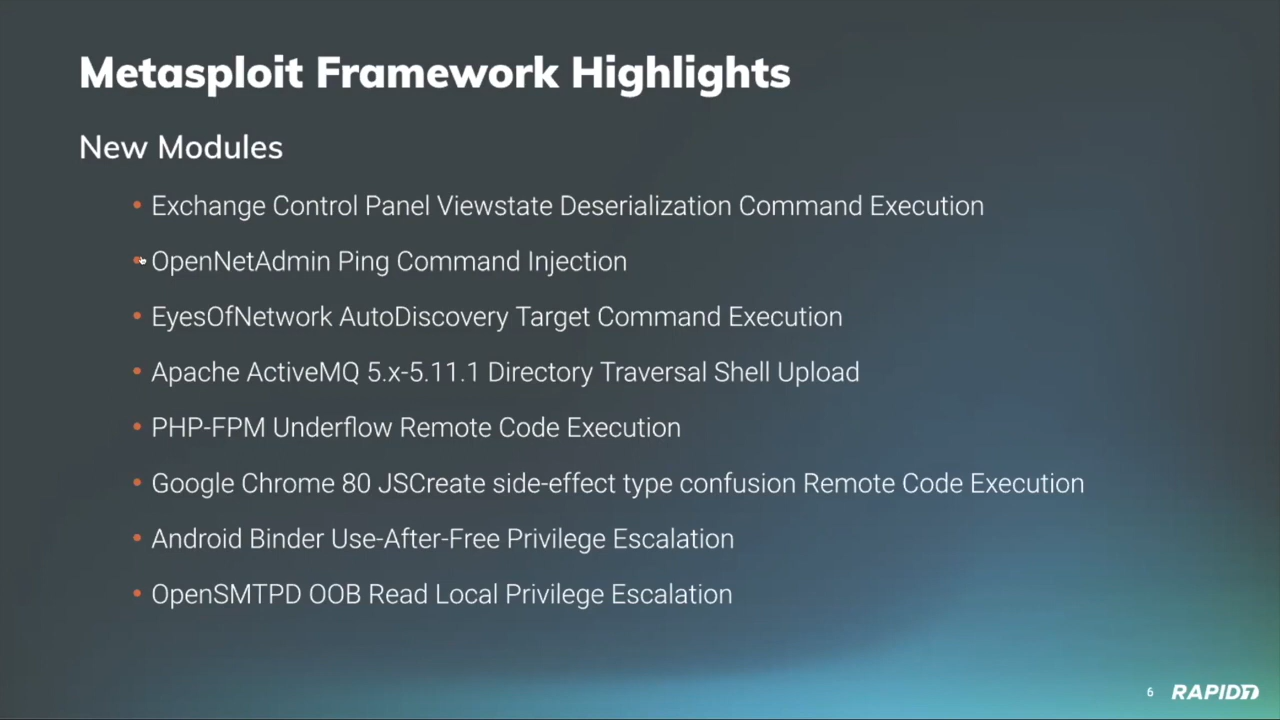 Metasploit Framework Highlights
New Modules
• Exchange Control Panel Viewstate Deserialization Command Execution
• OpenNetAdmin Ping Command Injection
• EyesOfNetwork AutoDiscovery Target Command Execution
• Apache ActiveMQ 5.x-5.11.1 Directory Traversal Shell Upload
• PHP-FPM Underflow Remote Code Execution
• Google Chrome 80 JSCreate side-effect type confusion Remote Code Execution
• Android Binder Use-After-Free Privilege Escalation
• OpenSMTPD OOB Read Local Privilege Escalation
6 RAPID7